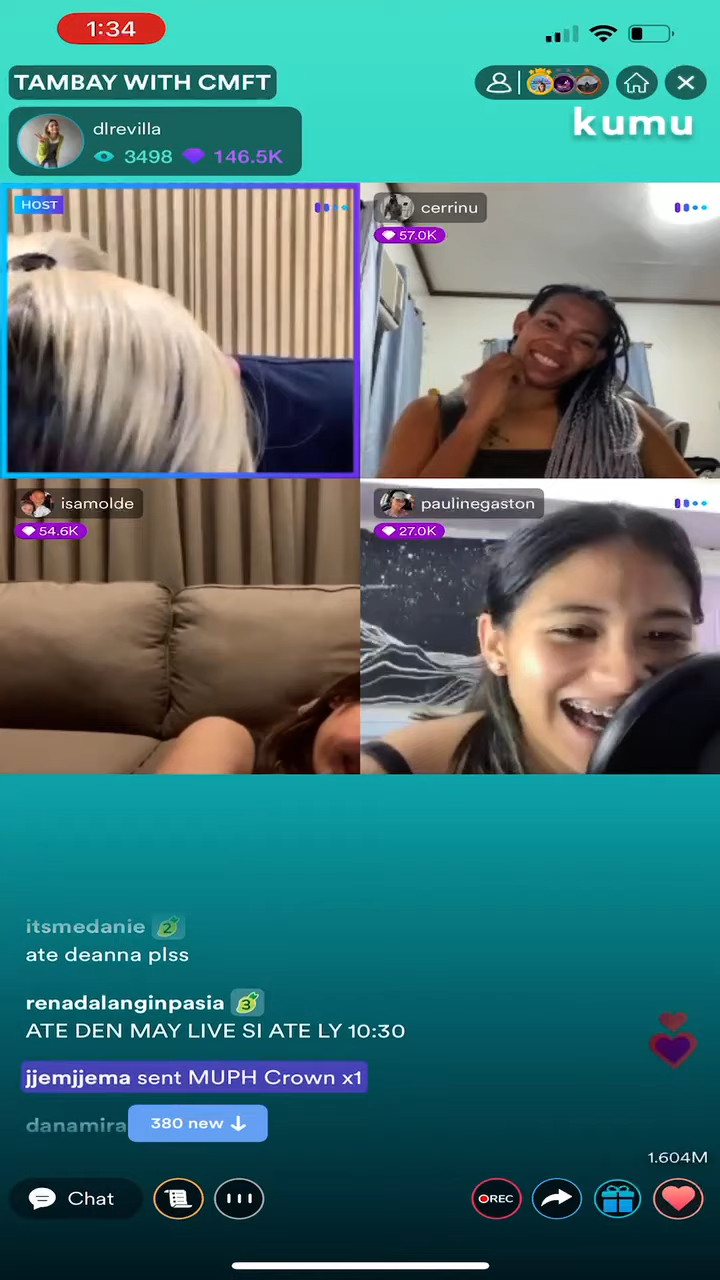 1:34
TAMBAY WITH CMFT
kumu
dlrevilla
3498 146.5K
HOST
cerrinu
57.0K
isamolde
54.6K
paulinegaston
27.0K
itsmedanie 2
ate deanna plss
renadalanginpasia 3
ATE DEN MAY LIVE SI ATE LY 10:30
jjemjjema sent MUPH Crown x1
danamira
380 new
1.604M
Chat
REC